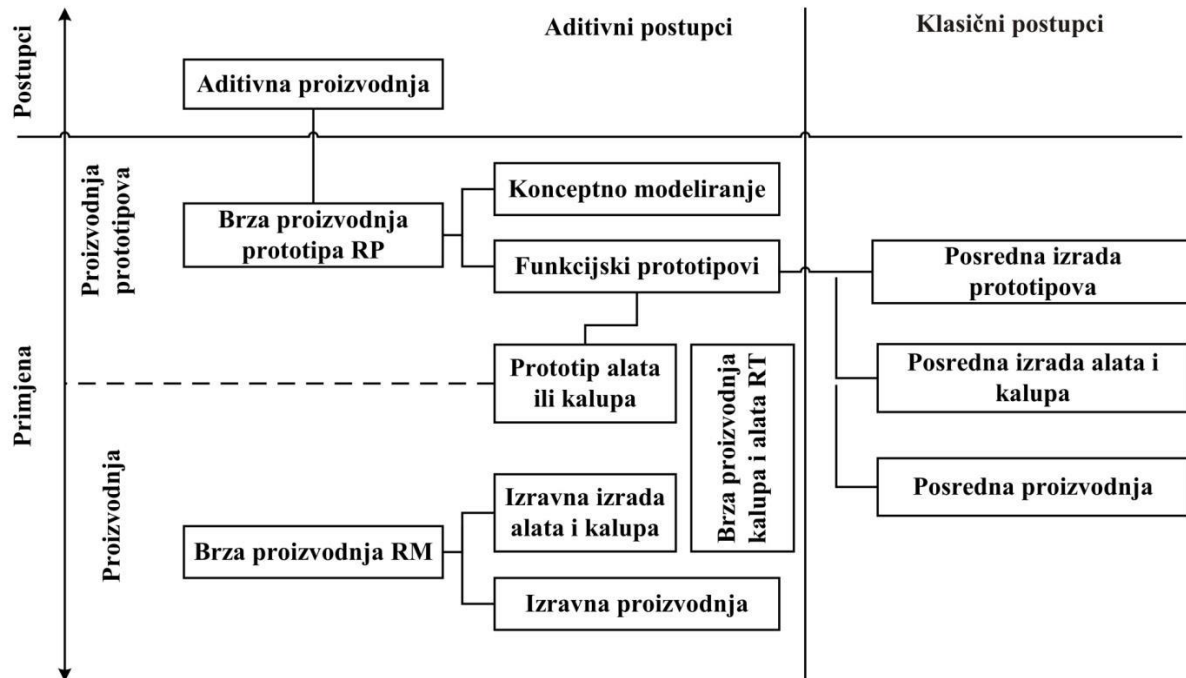 Aditivni postupci
Klasični postupci
Postupci
Aditivna proizvodnja
Proizvodnja
prototipova
Konceptno modeliranje
Brza proizvodnja
prototipa RP
Funkcijski prototipovi
Posredna izrada
prototipova
Primjena
Prototip alata
ili kalupa
Brza proizvodnja
kalupa i alata RT
Posredna izrada alata i
kalupa
Proizvodnja
Izravna izrada
alata i kalupa
Posredna proizvodnja
Brza proizvodnja RM
Izravna proizvodnja